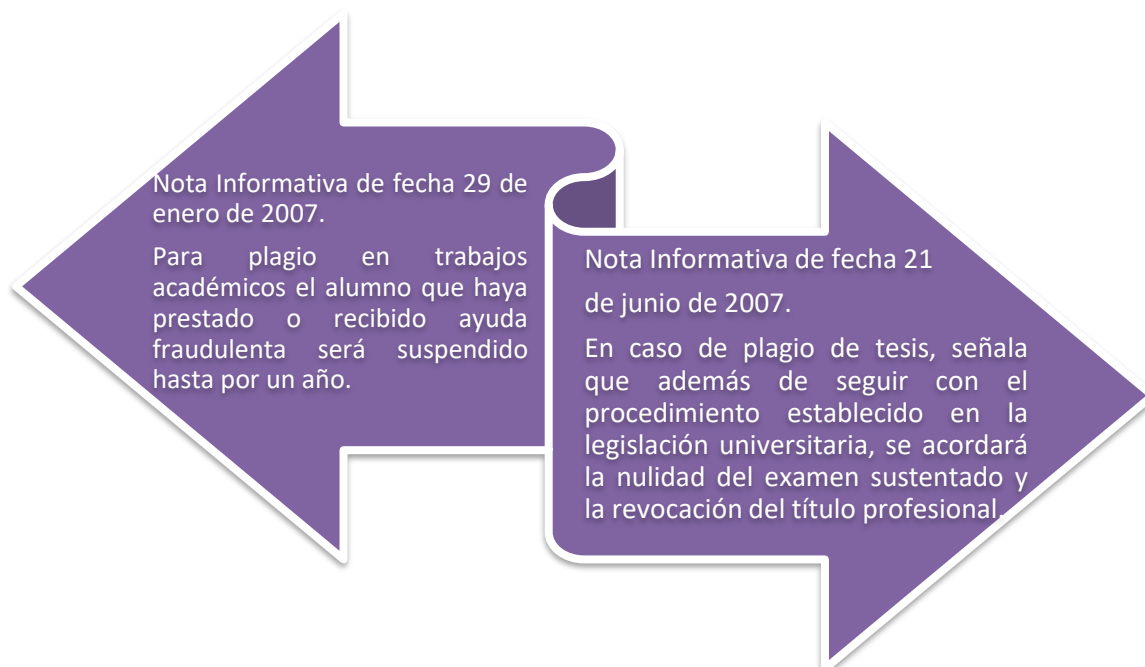 Nota Informativa de fecha 29 de
enero de 2007.
Para plagio en trabajos
académicos el alumno que haya
prestado o recibido ayuda
fraudulenta será suspendido
hasta por un año.
Nota Informativa de fecha 21
de junio de 2007.
En caso de plagio de tesis, señala
que además de seguir con el
procedimiento establecido en la
legislación universitaria, se acordará
la nulidad del examen sustentado y
la revocación del título profesional.